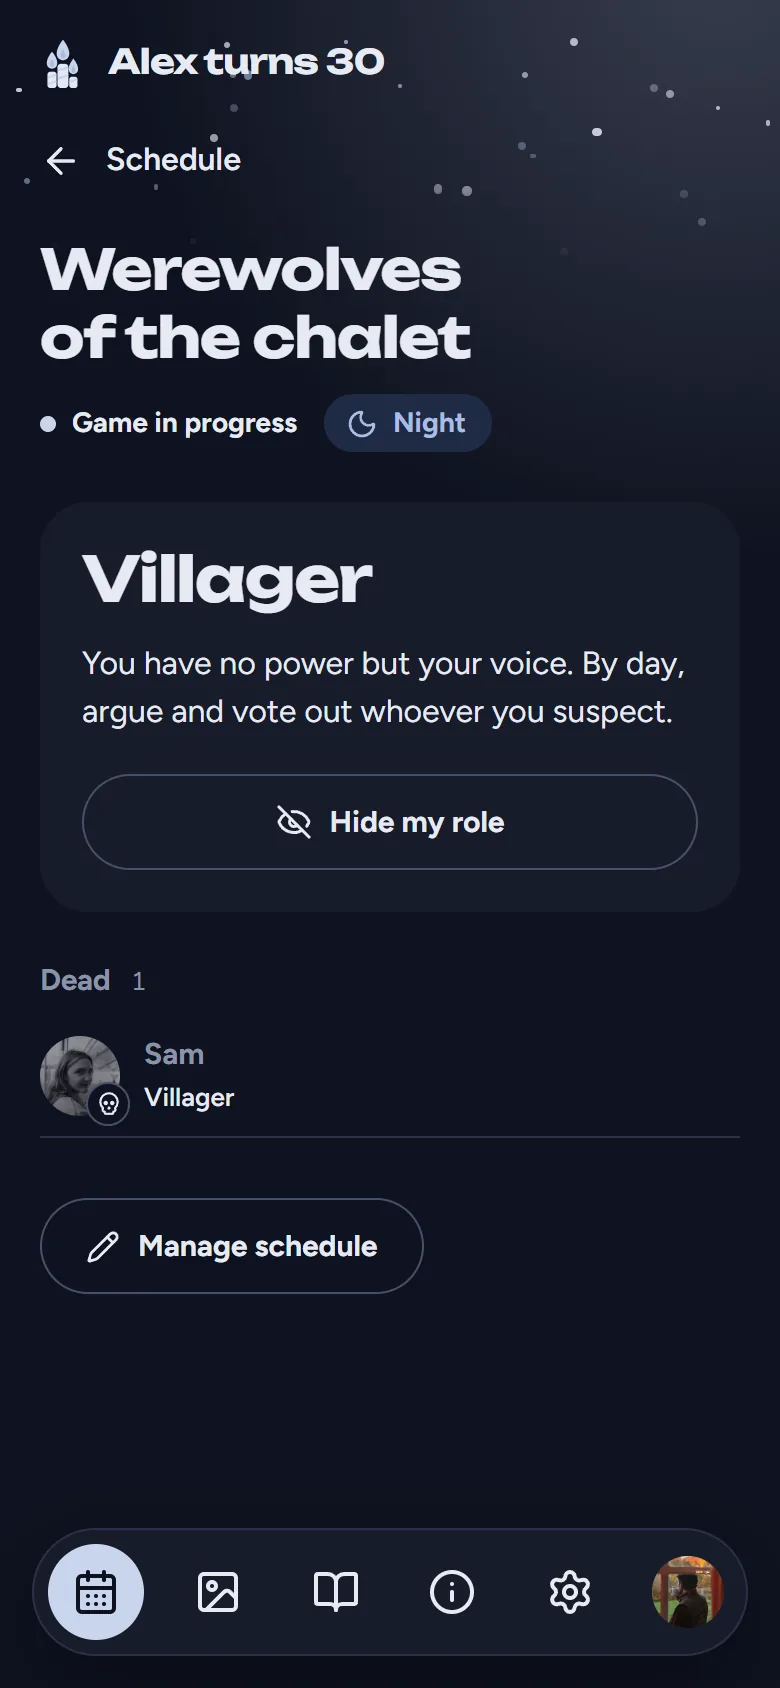 Alex turns 30
Schedule
Werewolves
of the chalet
Game in progress
Night
Villager
You have no power but your voice. By day,
argue and vote out whoever you suspect.
Hide my role
Dead 1
Sam
Villager
Manage schedule